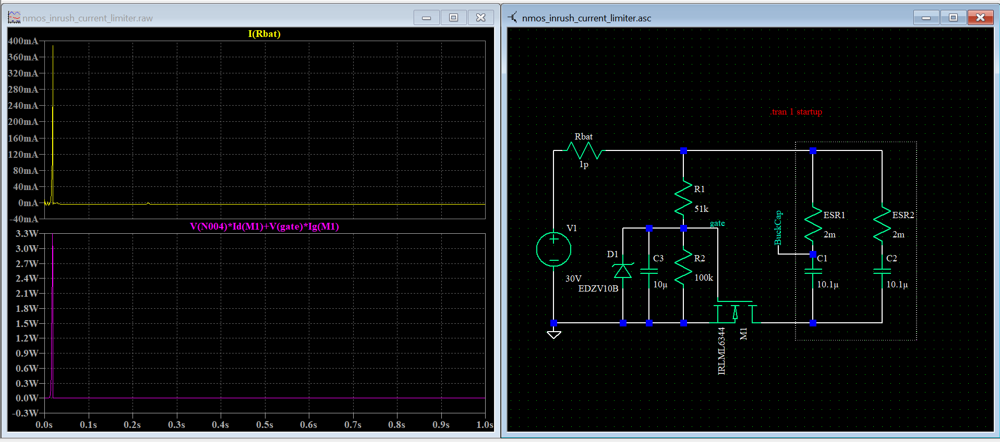 nmos_inrush_current_limiter.raw
I(Rbat)
400mA
360mA
320mA
280mA
240mA
200mA
160mA
120mA
80mA
40mA
0mA
-40mA
V(N004)*Id(M1)+V(gate)*Ig(M1)
3.3W
3.0W
2.7W
2.4W
2.1W
1.8W
1.5W
1.2W
0.9W
0.6W
0.3W
0.0W
-0.3W
0.0s 0.1s 0.2s 0.3s 0.4s 0.5s 0.6s 0.7s 0.8s 0.9s 1.0s
nmos_inrush_current_limiter.asc
.tran 1 startup
Rbat
1p
R1
51k
gate
V1
30V
D1
EDZV10B
C3
10µ
R2
100k
IRLML6344
M1
BuckCap
ESR1
2m
C1
10.1µ
ESR2
2m
C2
10.1µ